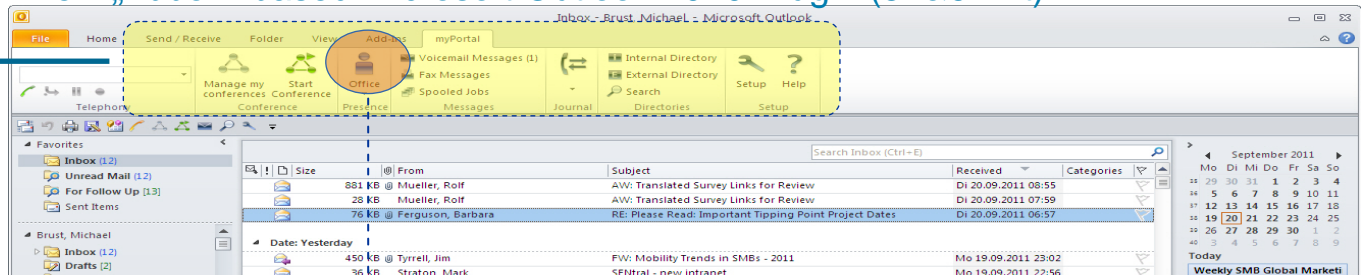 Inbox - Brust, Michael - Microsoft Outlook
File Home Send / Receive Folder View Add-Ins myPortal
Voicemail Messages (1) Internal Directory
Manage my conferences Start Conference Office Fax Messages External Directory Setup Help
Spooled Jobs Search
Telephony Conference Presence Messages Journal Directories Setup
Favorites
Search Inbox (Ctrl+E)
September 2011
Inbox (12)
! Size @ From Subject Received Categories
Mo Di Mi Do Fr Sa So
Unread Mail (12)
881 KB @ Mueller, Rolf AW: Translated Survey Links for Review Di 20.09.2011 08:55
29 30 31 1 2 3 4
For Follow Up [13]
28 KB Mueller, Rolf AW: Translated Survey Links for Review Di 20.09.2011 07:59
5 6 7 8 9 10 11
Sent Items
76 KB @ Ferguson, Barbara RE: Please Read: Important Tipping Point Project Dates Di 20.09.2011 06:57
12 13 14 15 16 17 18
19 20 21 22 23 24 25
Brust, Michael
Date: Yesterday
26 27 28 29 30 1 2
Inbox (12)
450 KB @ Tyrrell, Jim FW: Mobility Trends in SMBs - 2011 Mo 19.09.2011 23:02
3 4 5 6 7 8 9
Today
Drafts [2]
36 KB Straton, Mark SENtral - new intranet Mo 19.09.2011 22:56
Weekly SMB Global Marketi